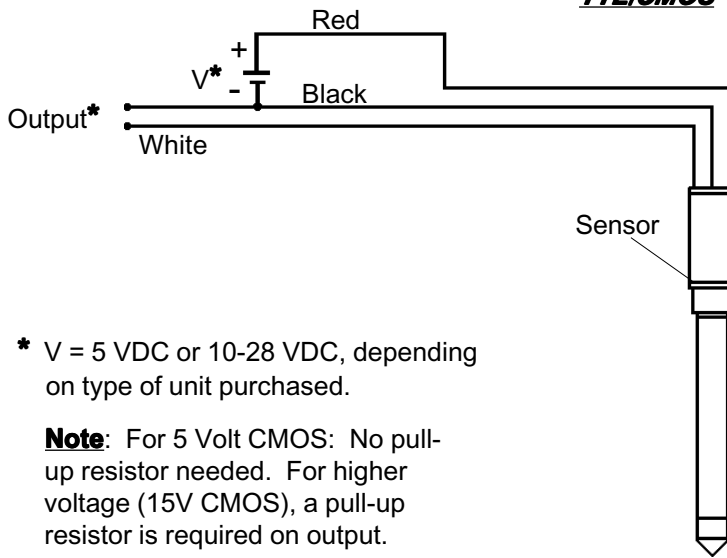 Red
+
V*
-
Black
Output*
White
Sensor
* V = 5 VDC or 10-28 VDC, depending
on type of unit purchased.
Note: For 5 Volt CMOS: No pull-
up resistor needed. For higher
voltage (15V CMOS), a pull-up
resistor is required on output.